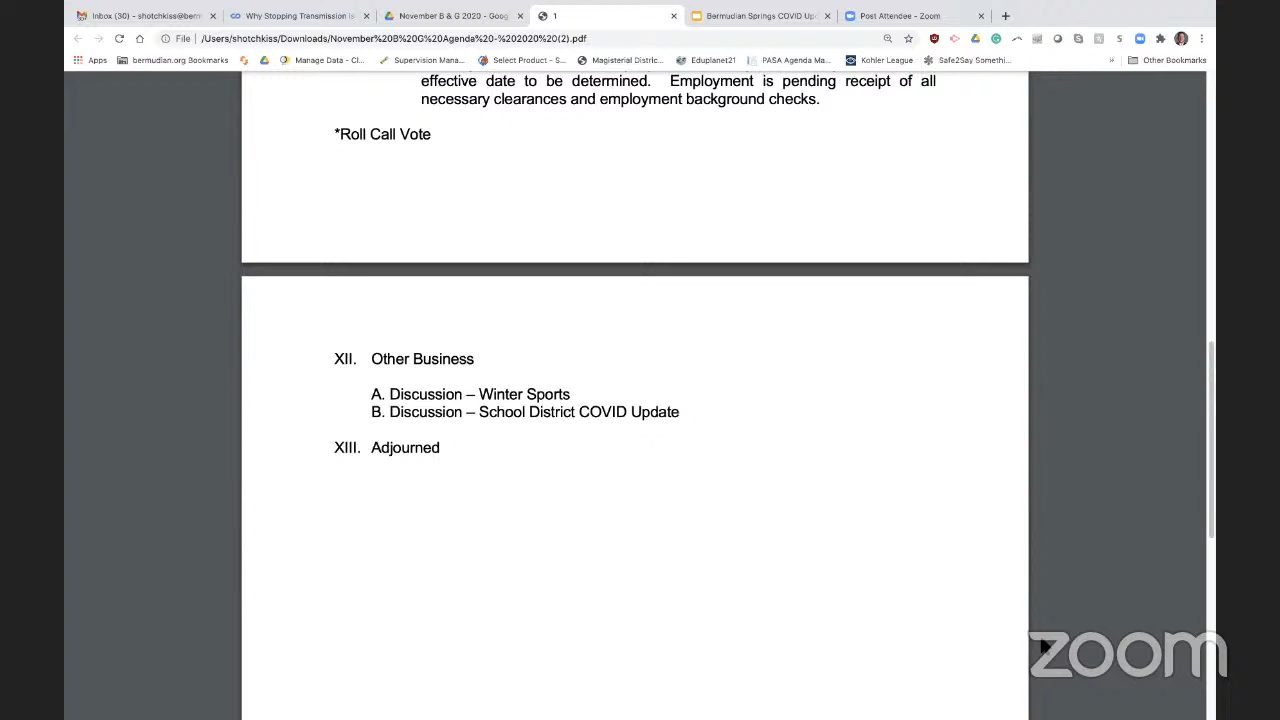 Inbox (30) - shotchkiss@berm
Why Stopping Transmission is
November B & G 2020 - Goog
1
Bermudian Springs COVID Up
Post Attendee - Zoom
File | /Users/shotchkiss/Downloads/November%20B%20G%20Agenda%20-%202020%20(2).pdf
Apps
bermudian.org Bookmarks
Manage Data - Cl...
Supervision Mana...
Select Product - S...
Magisterial Distric...
Eduplanet21
PASA Agenda Ma...
Kohler League
Safe2Say Somethi...
»
Other Bookmarks
effective date to be determined. Employment is pending receipt of all
necessary clearances and employment background checks.
*Roll Call Vote
XII. Other Business
A. Discussion – Winter Sports
B. Discussion – School District COVID Update
XIII. Adjourned
zoom